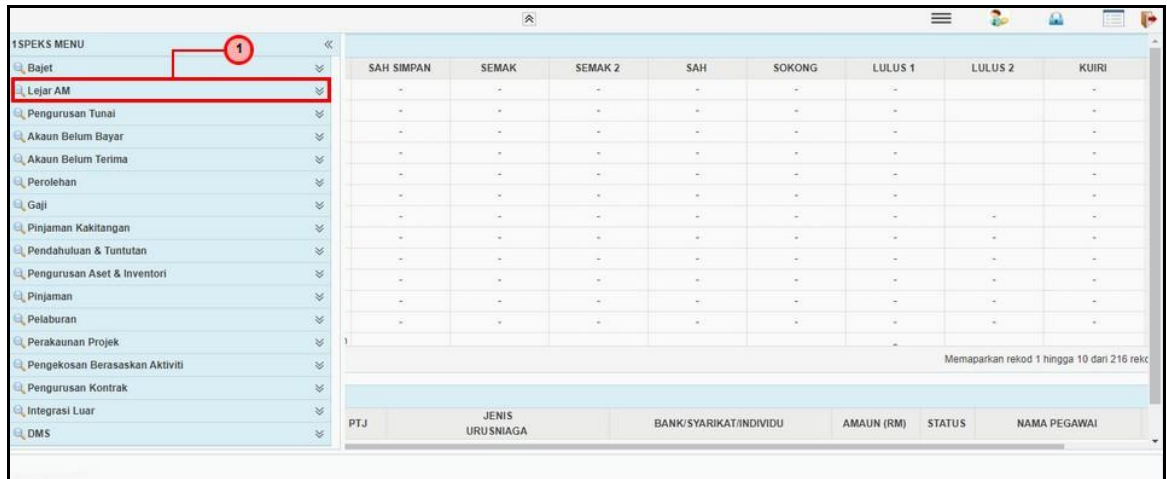 1SPEKS MENU
1
Bajet
Lejar AM
Pengurusan Tunai
Akaun Belum Bayar
Akaun Belum Terima
Perolehan
Gaji
Pinjaman Kakitangan
Pendahuluan & Tuntutan
Pengurusan Aset & Inventori
Pinjaman
Pelaburan
Perakaunan Projek
Pengekosan Berasaskan Aktiviti
Pengurusan Kontrak
Integrasi Luar
DMS
SAH SIMPAN SEMAK SEMAK 2 SAH SOKONG LULUS 1 LULUS 2 KUIRI
- - - - - - -
- - - - - - -
- - - - - - -
- - - - - - -
- - - - - - -
- - - - - - -
- - - - - - - -
- - - - - - - -
- - - - - - - -
- - - - - - - -
- - - - - - - -
- - - - - - - -
Memaparkan rekod 1 hingga 10 dari 216 reko
PTJ JENIS URUSNIAGA BANK/SYARIKAT/INDIVIDU AMAUN (RM) STATUS NAMA PEGAWAI